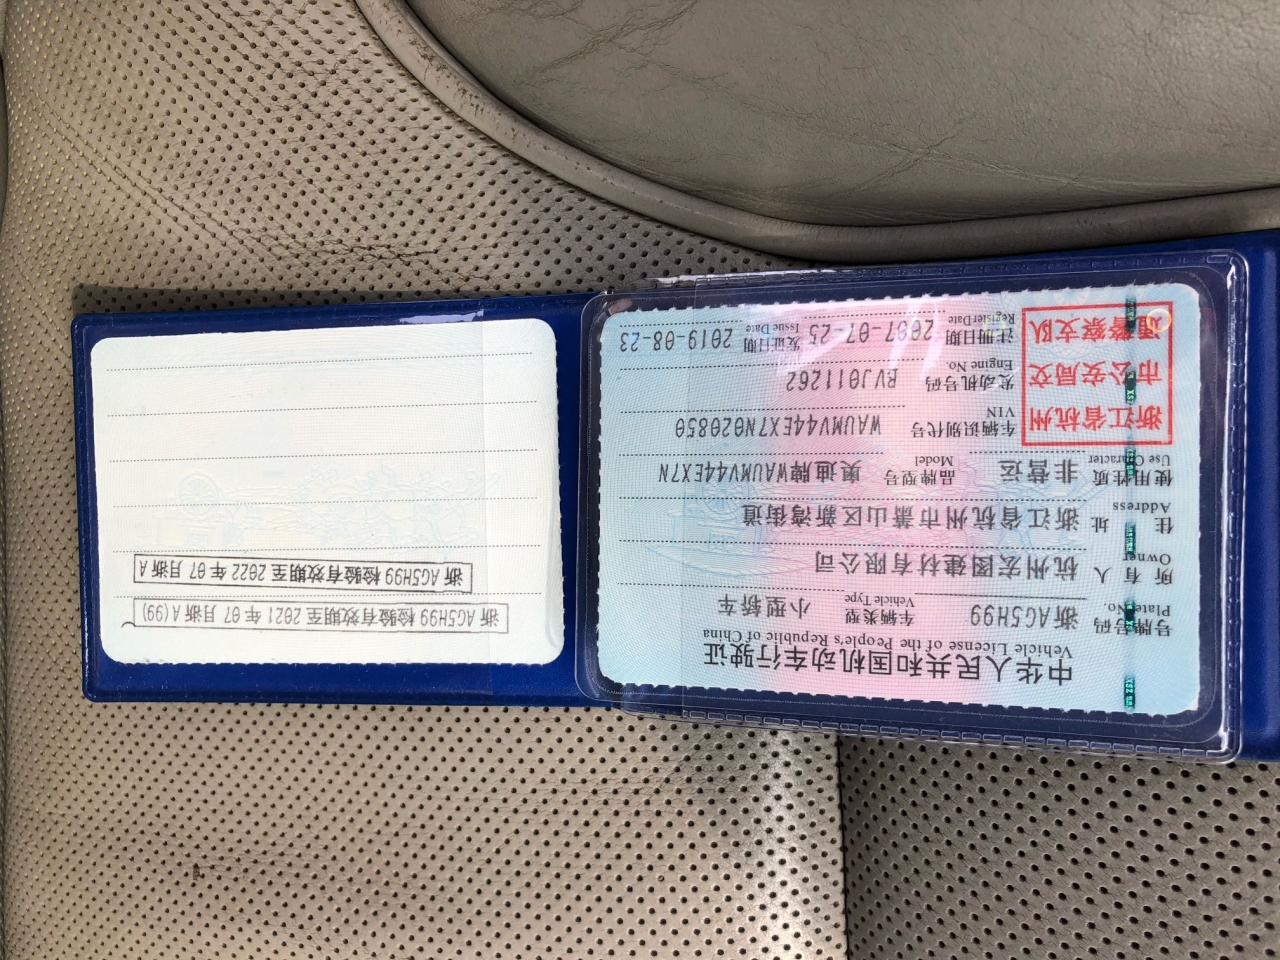 中华人民共和国机动车行驶证
Vehicle License of the People's Republic of China
号牌号码 浙AG5H99 车辆类型 小型轿车
Plate No. Vehicle Type
所有人 杭州宏图建材有限公司
Owner
住址 浙江省杭州市萧山区新湾街道
Address
使用性质 非营运 品牌型号 奥迪牌WAUMV44EX7N
Use Character Model
浙江省杭州
市公安局交
通警察支队
车辆识别代号 WAUMV44EX7N020850
VIN
发动机号码 BVJ011262
Engine No.
注册日期 2007-07-25 发证日期 2019-08-23
Register Date Issue Date
浙AG5H99 检验有效期至 2021 年 07 月浙A(99)
浙AG5H99 检验有效期至 2022 年 07 月浙A